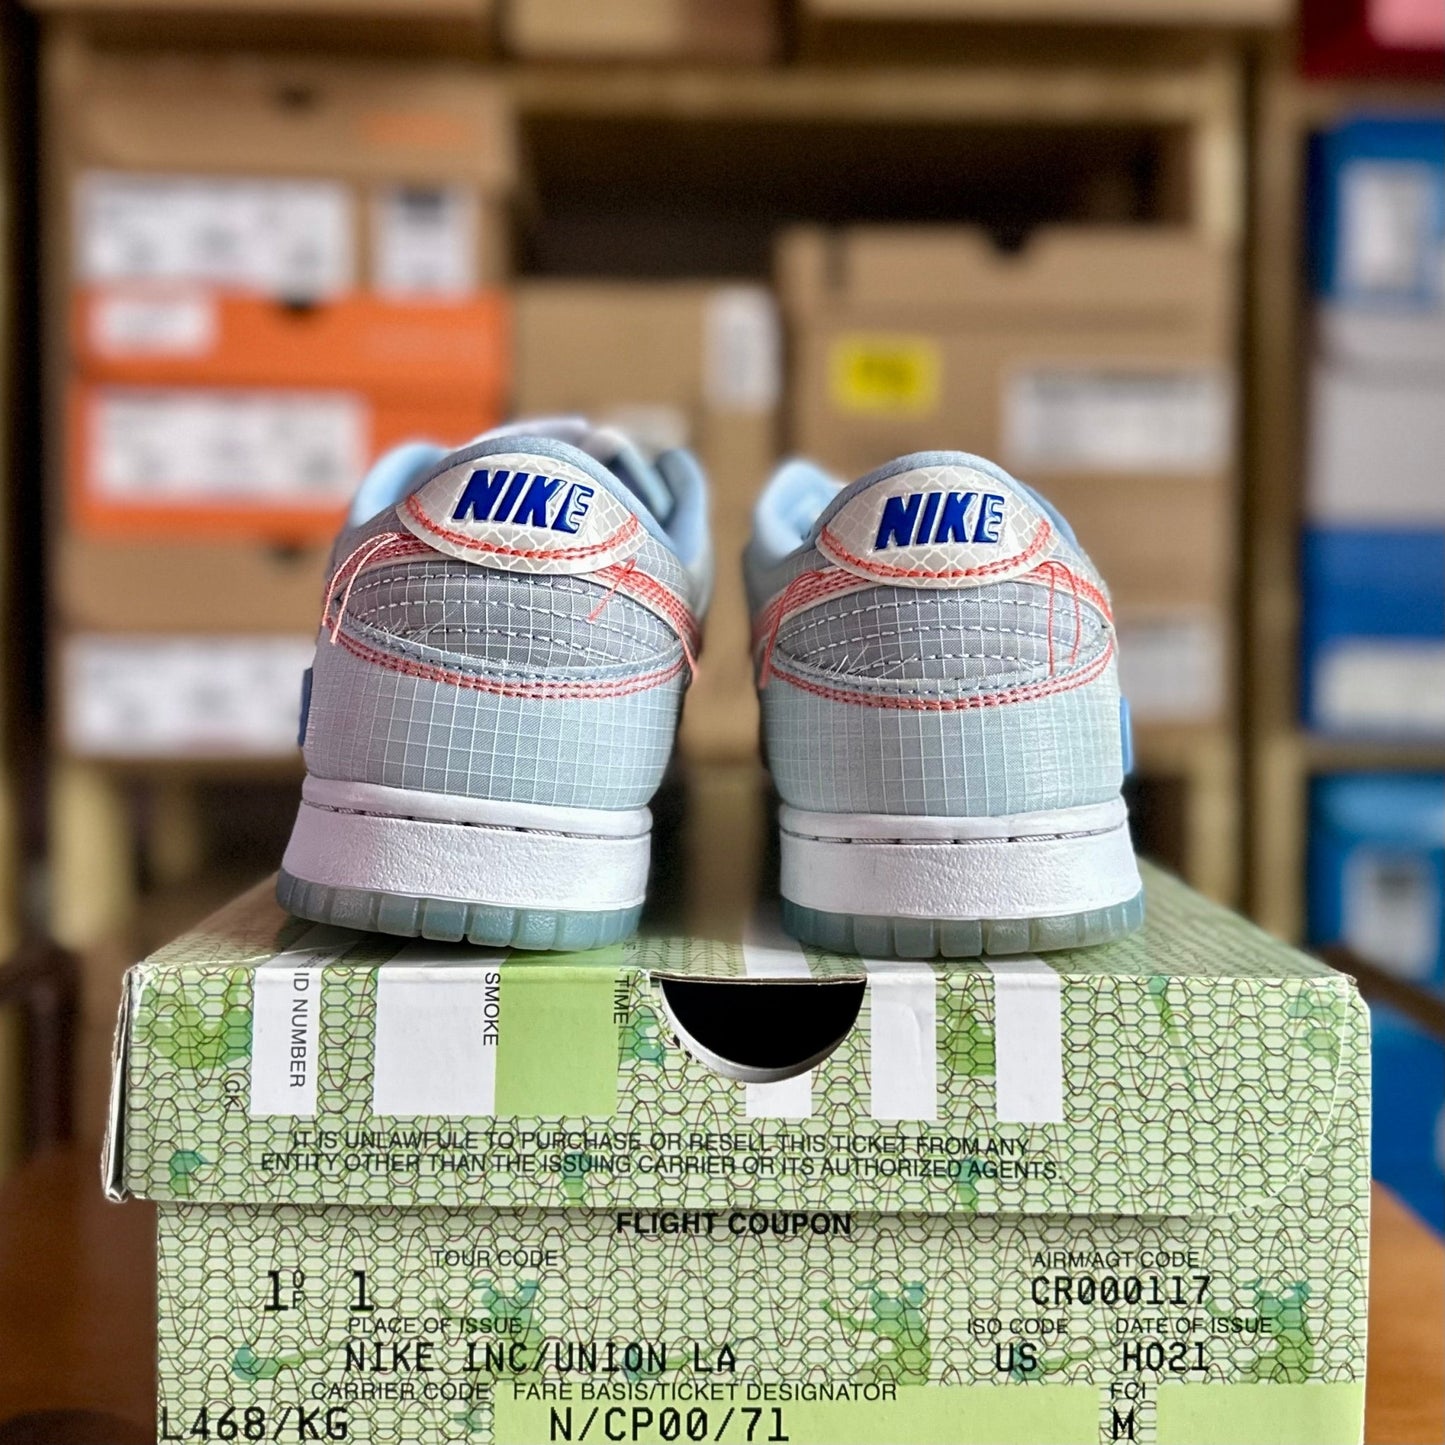 NIKE
NIKE
CK
ID NUMBER
SMOKE
TIME
IT IS UNLAWFULE TO PURCHASE OR RESELL THIS TICKET FROM ANY
ENTITY OTHER THAN THE ISSUING CARRIER OR ITS AUTHORIZED AGENTS.
FLIGHT COUPON
TOUR CODE
AIRM/AGT CODE
1 OF 1
CR000117
PLACE OF ISSUE
ISO CODE
DATE OF ISSUE
NIKE INC/UNION LA
US
HO21
CARRIER CODE
FARE BASIS/TICKET DESIGNATOR
FCI
L468/KG
N/CP00/71
M